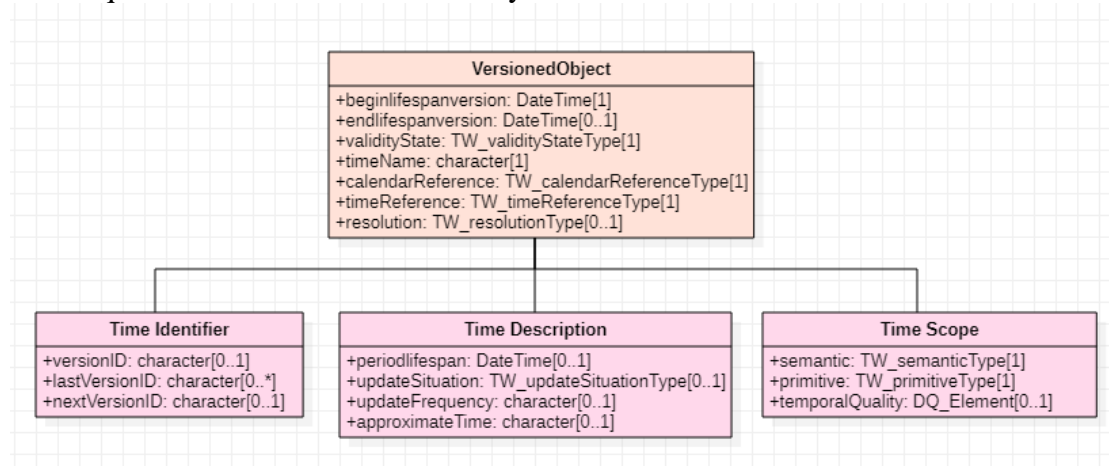 VersionedObject
+beginlifespanversion: DateTime[1]
+endlifespanversion: DateTime[0..1]
+validityState: TW_validityStateType[1]
+timeName: character[1]
+calendarReference: TW_calendarReferenceType[1]
+timeReference: TW_timeReferenceType[1]
+resolution: TW_resolutionType[0..1]
Time Identifier
+versionID: character[0..1]
+lastVersionID: character[0..*]
+nextVersionID: character[0..1]
Time Description
+periodlifespan: DateTime[0..1]
+updateSituation: TW_updateSituationType[0..1]
+updateFrequency: character[0..1]
+approximateTime: character[0..1]
Time Scope
+semantic: TW_semanticType[1]
+primitive: TW_primitiveType[1]
+temporalQuality: DQ_Element[0..1]